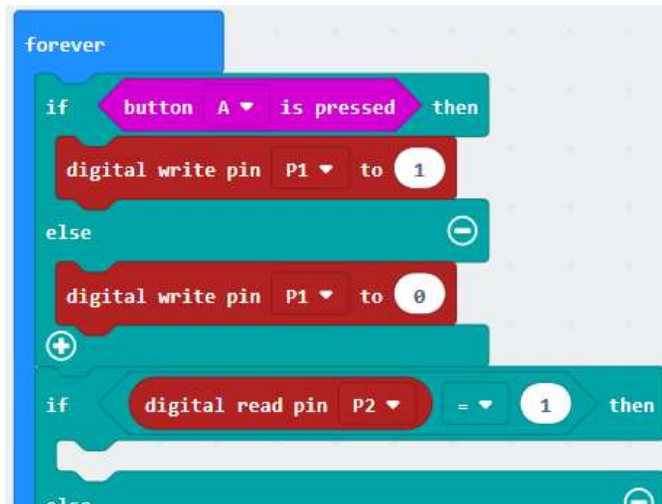 forever
if button A is pressed then
digital write pin P1 to 1
else
digital write pin P1 to 0
if digital read pin P2 = 1 then
else